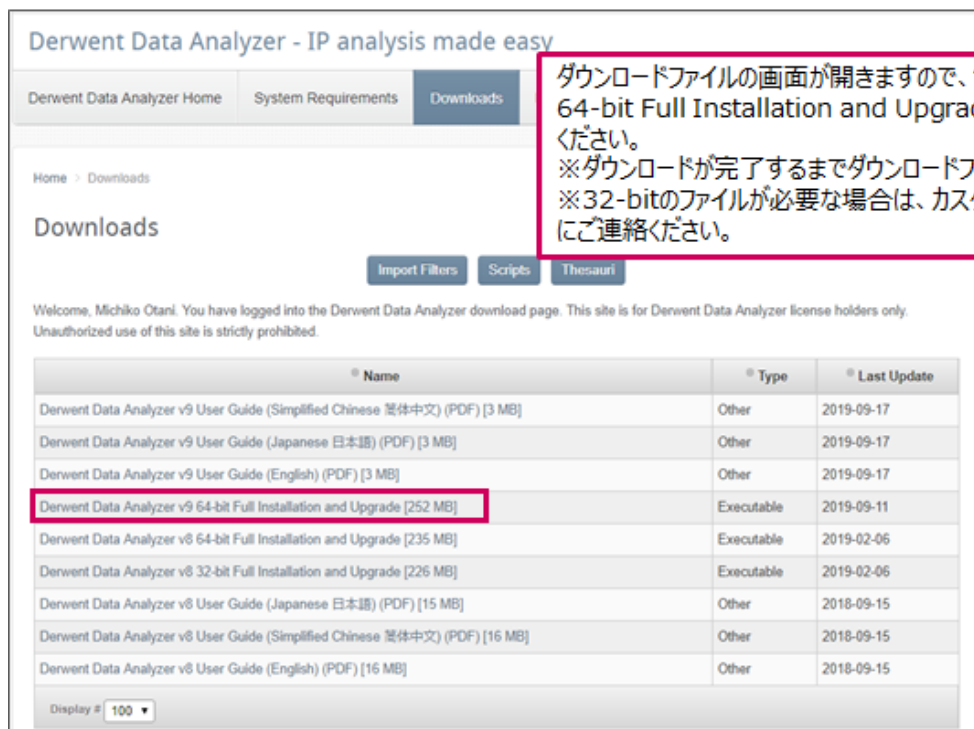 Derwent Data Analyzer - IP analysis made easy
Derwent Data Analyzer Home System Requirements Downloads
ダウンロードファイルの画面が開きますので、
64-bit Full Installation and Upgrad
ください。
※ダウンロードが完了するまでダウンロードフ
※32-bitのファイルが必要な場合は、カスタ
にご連絡ください。
Home > Downloads
Downloads
Import Filters Scripts Thesauri
Welcome, Michiko Otani. You have logged into the Derwent Data Analyzer download page. This site is for Derwent Data Analyzer license holders only.
Unauthorized use of this site is strictly prohibited.
Name Type Last Update
Derwent Data Analyzer v9 User Guide (Simplified Chinese 简体中文) (PDF) [3 MB] Other 2019-09-17
Derwent Data Analyzer v9 User Guide (Japanese 日本語) (PDF) [3 MB] Other 2019-09-17
Derwent Data Analyzer v9 User Guide (English) (PDF) [3 MB] Other 2019-09-17
Derwent Data Analyzer v9 64-bit Full Installation and Upgrade [252 MB] Executable 2019-09-11
Derwent Data Analyzer v8 64-bit Full Installation and Upgrade [235 MB] Executable 2019-02-06
Derwent Data Analyzer v8 32-bit Full Installation and Upgrade [226 MB] Executable 2019-02-06
Derwent Data Analyzer v8 User Guide (Japanese 日本語) (PDF) [15 MB] Other 2018-09-15
Derwent Data Analyzer v8 User Guide (Simplified Chinese 简体中文) (PDF) [16 MB] Other 2018-09-15
Derwent Data Analyzer v8 User Guide (English) (PDF) [16 MB] Other 2018-09-15
Display # 100